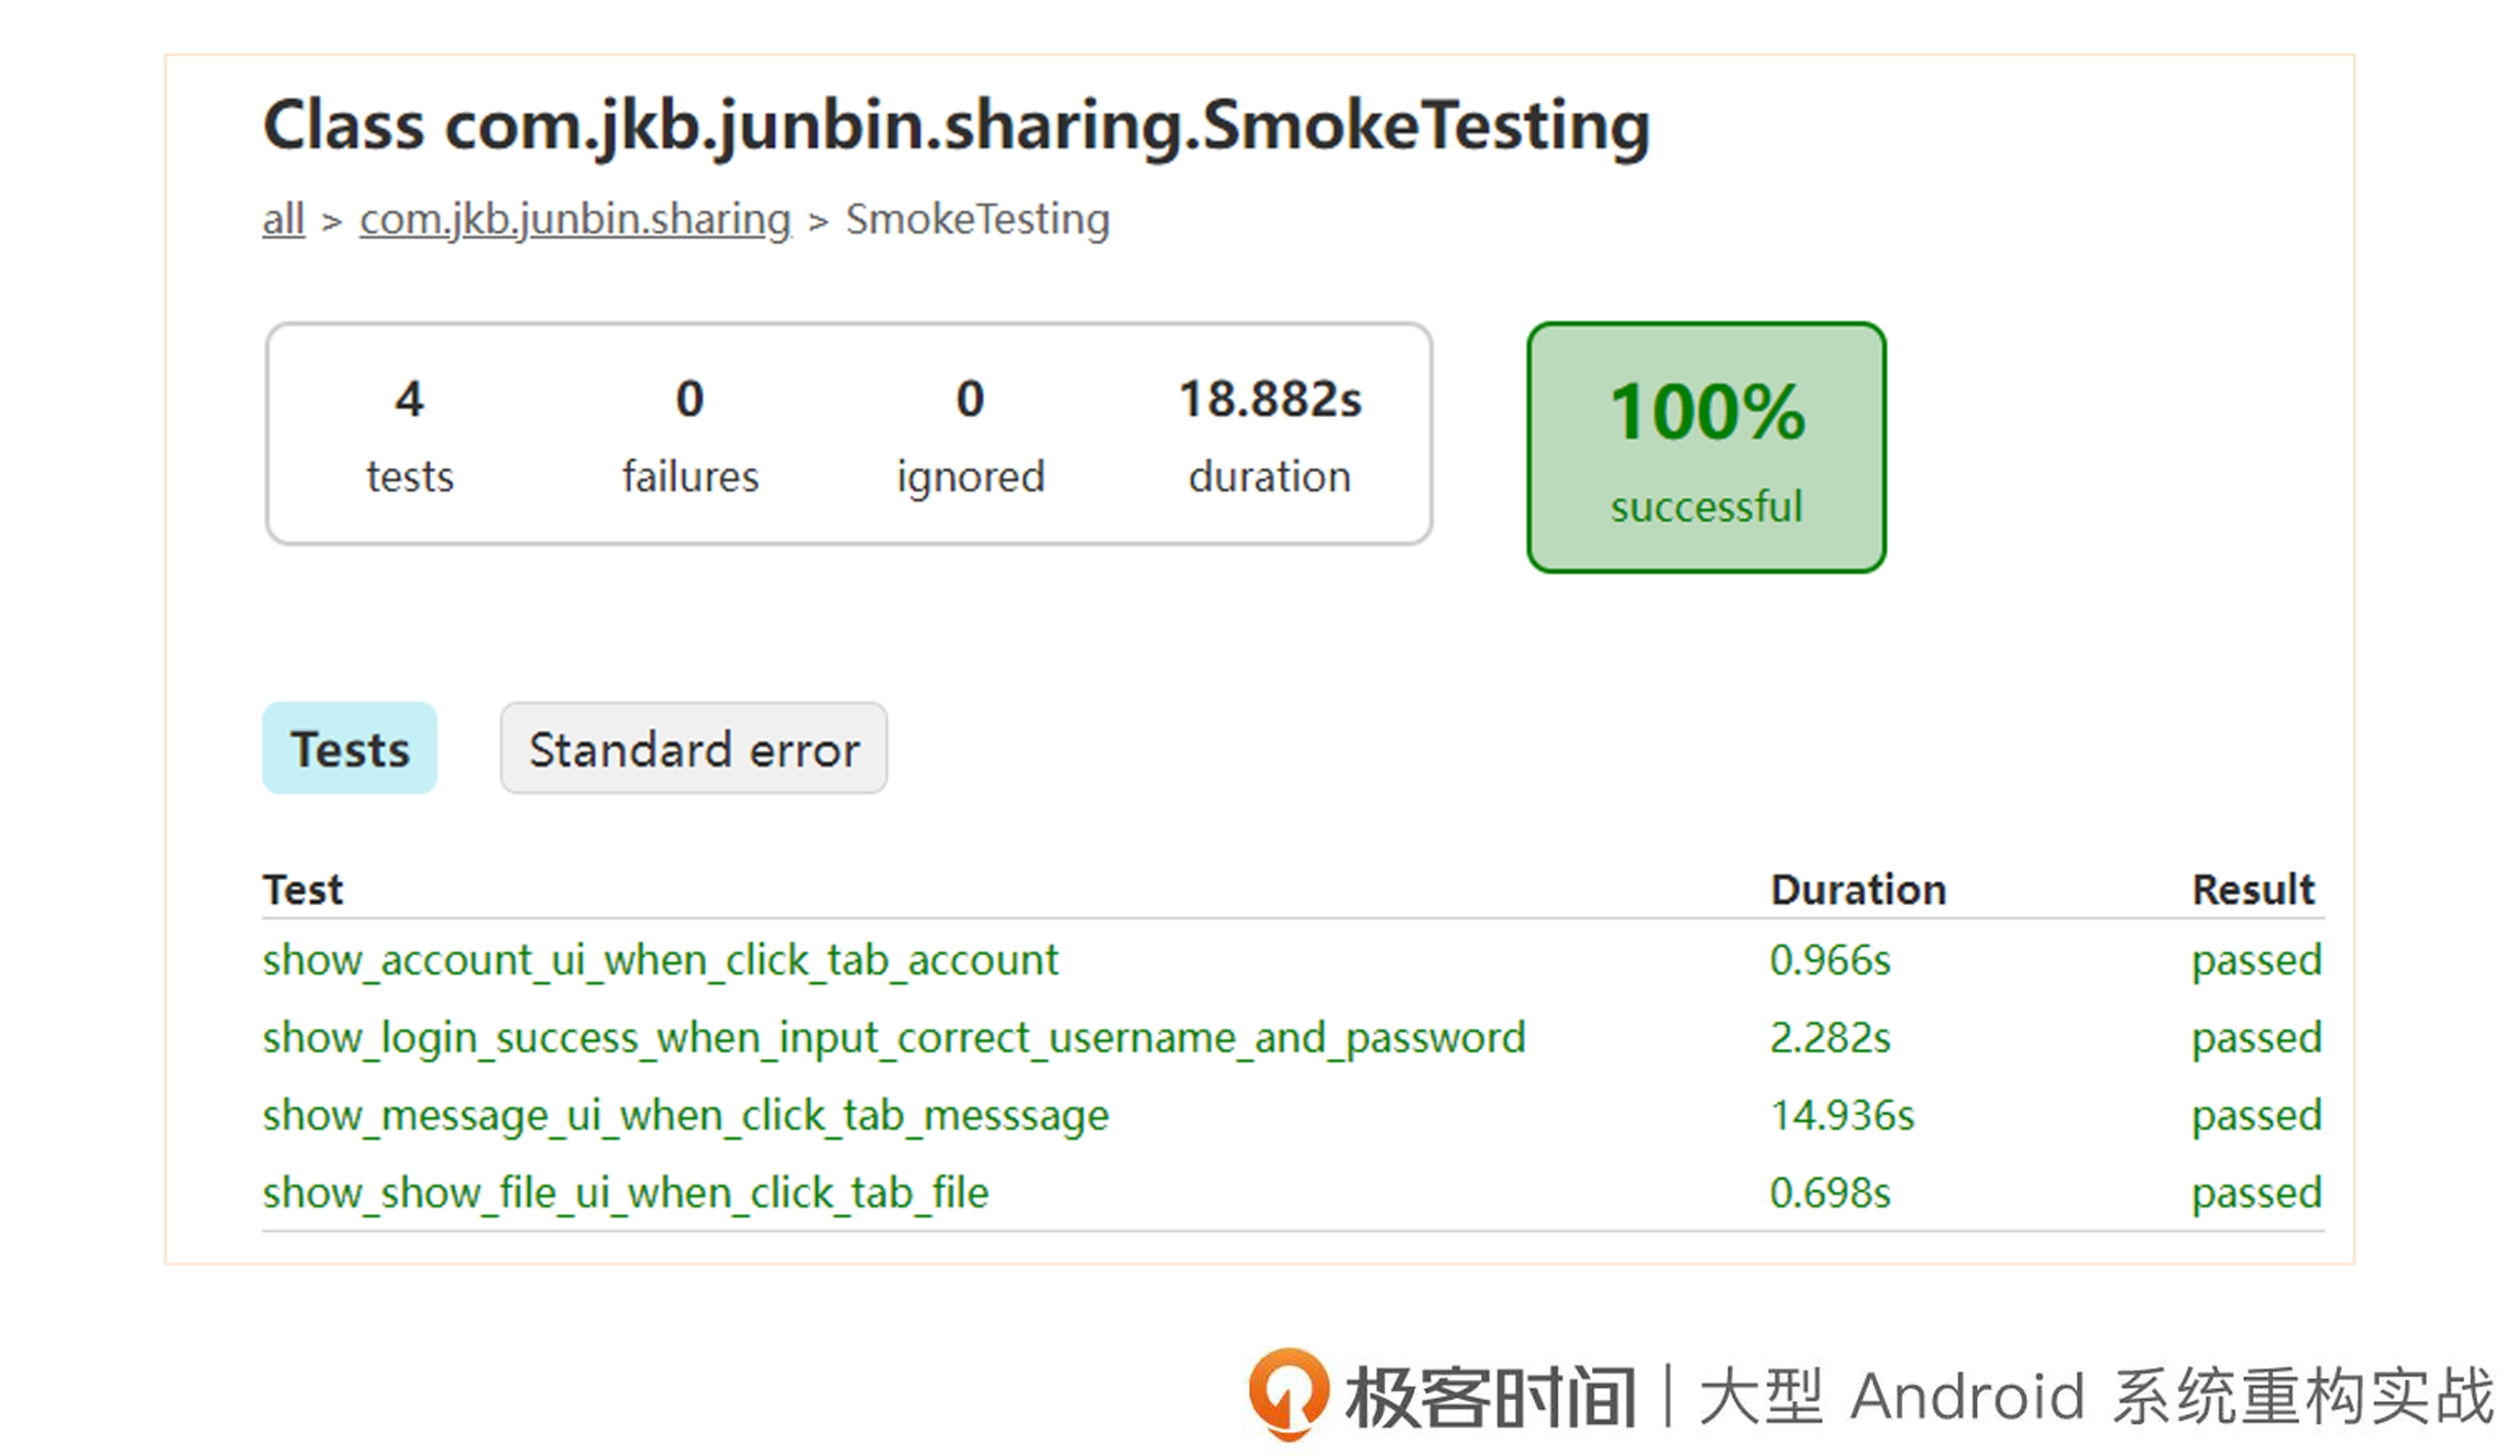 Class com.jkb.junbin.sharing.SmokeTesting
all > com.jkb.junbin.sharing > SmokeTesting
4 0 0 18.882s
tests failures ignored duration
100%
successful
Tests Standard error
Test Duration Result
show_account_ui_when_click_tab_account 0.966s passed
show_login_success_when_input_correct_username_and_password 2.282s passed
show_message_ui_when_click_tab_messsage 14.936s passed
show_show_file_ui_when_click_tab_file 0.698s passed
极客时间 | 大型 Android 系统重构实战